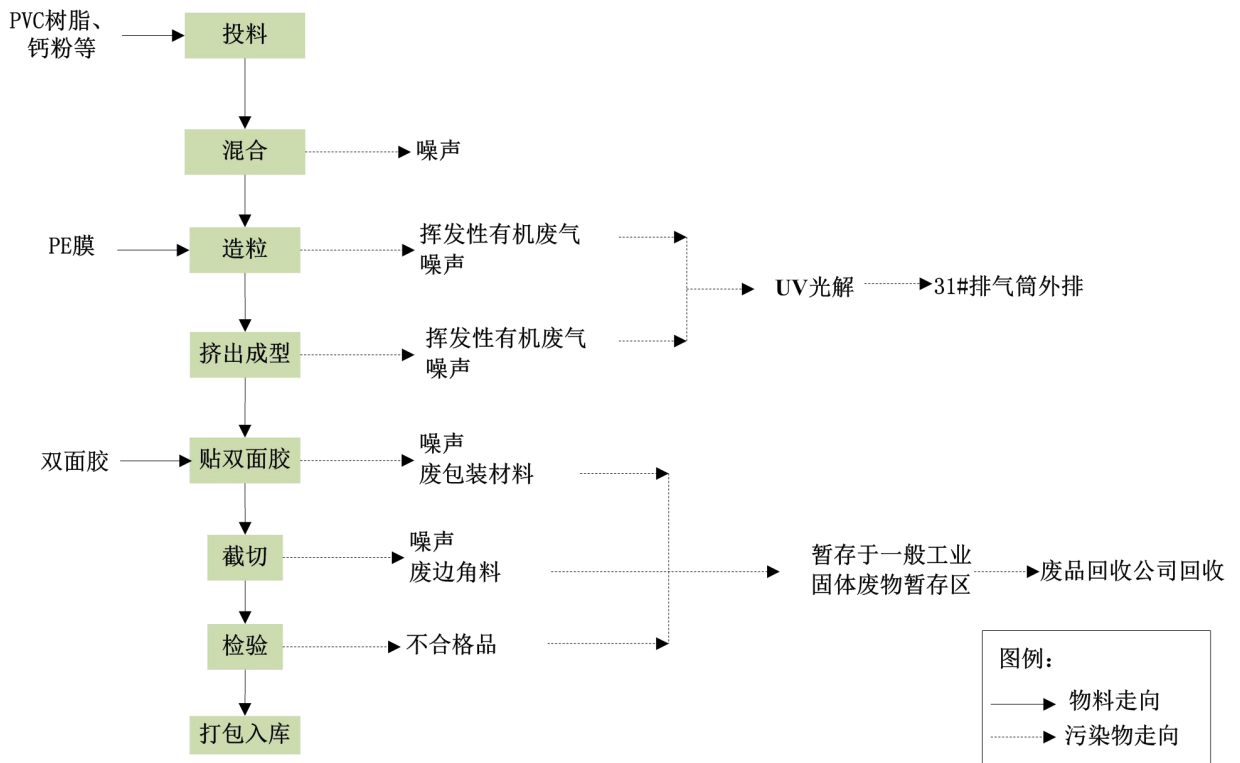 PVC树脂、
钙粉等
投料
混合
噪声
PE膜
造粒
挥发性有机废气
噪声
UV光解
31#排气筒外排
挤出成型
挥发性有机废气
噪声
双面胶
贴双面胶
噪声
废包装材料
截切
噪声
废边角料
暂存于一般工业
固体废物暂存区
废品回收公司回收
检验
不合格品
打包入库
图例：
物料走向
污染物走向